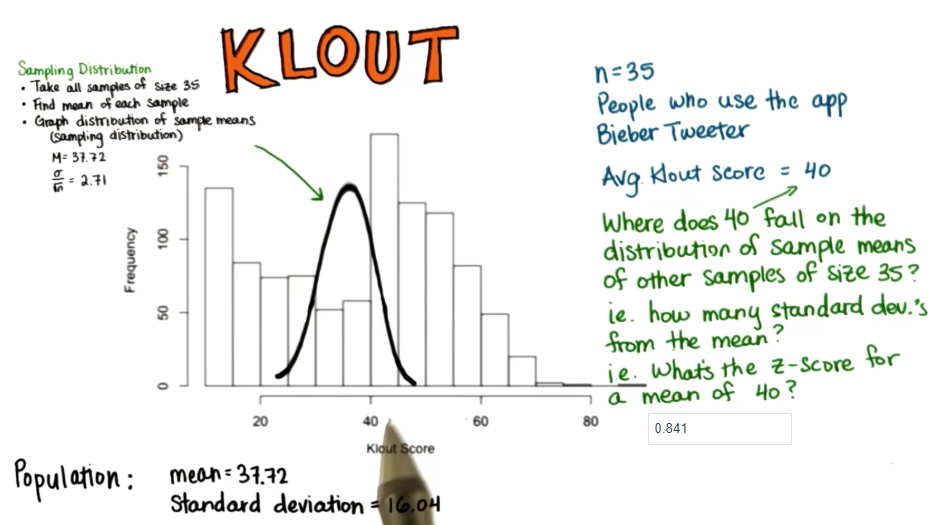 KLOUT
Sampling Distribution
• Take all samples of size 35
• Find mean of each sample
• Graph distribution of sample means
(sampling distribution)
M = 37.72
σ/√n = 2.71
n = 35
People who use the app
Bieber Tweeter
Avg. Klout Score = 40
Where does 40 fall on the
distribution of sample means
of other samples of size 35?
ie. how many standard dev.'s
from the mean?
ie. What's the z-score for
a mean of 40?
0.841
Frequency
150
100
50
0
20 40 60 80
Klout Score
Population: mean = 37.72
Standard deviation = 16.04